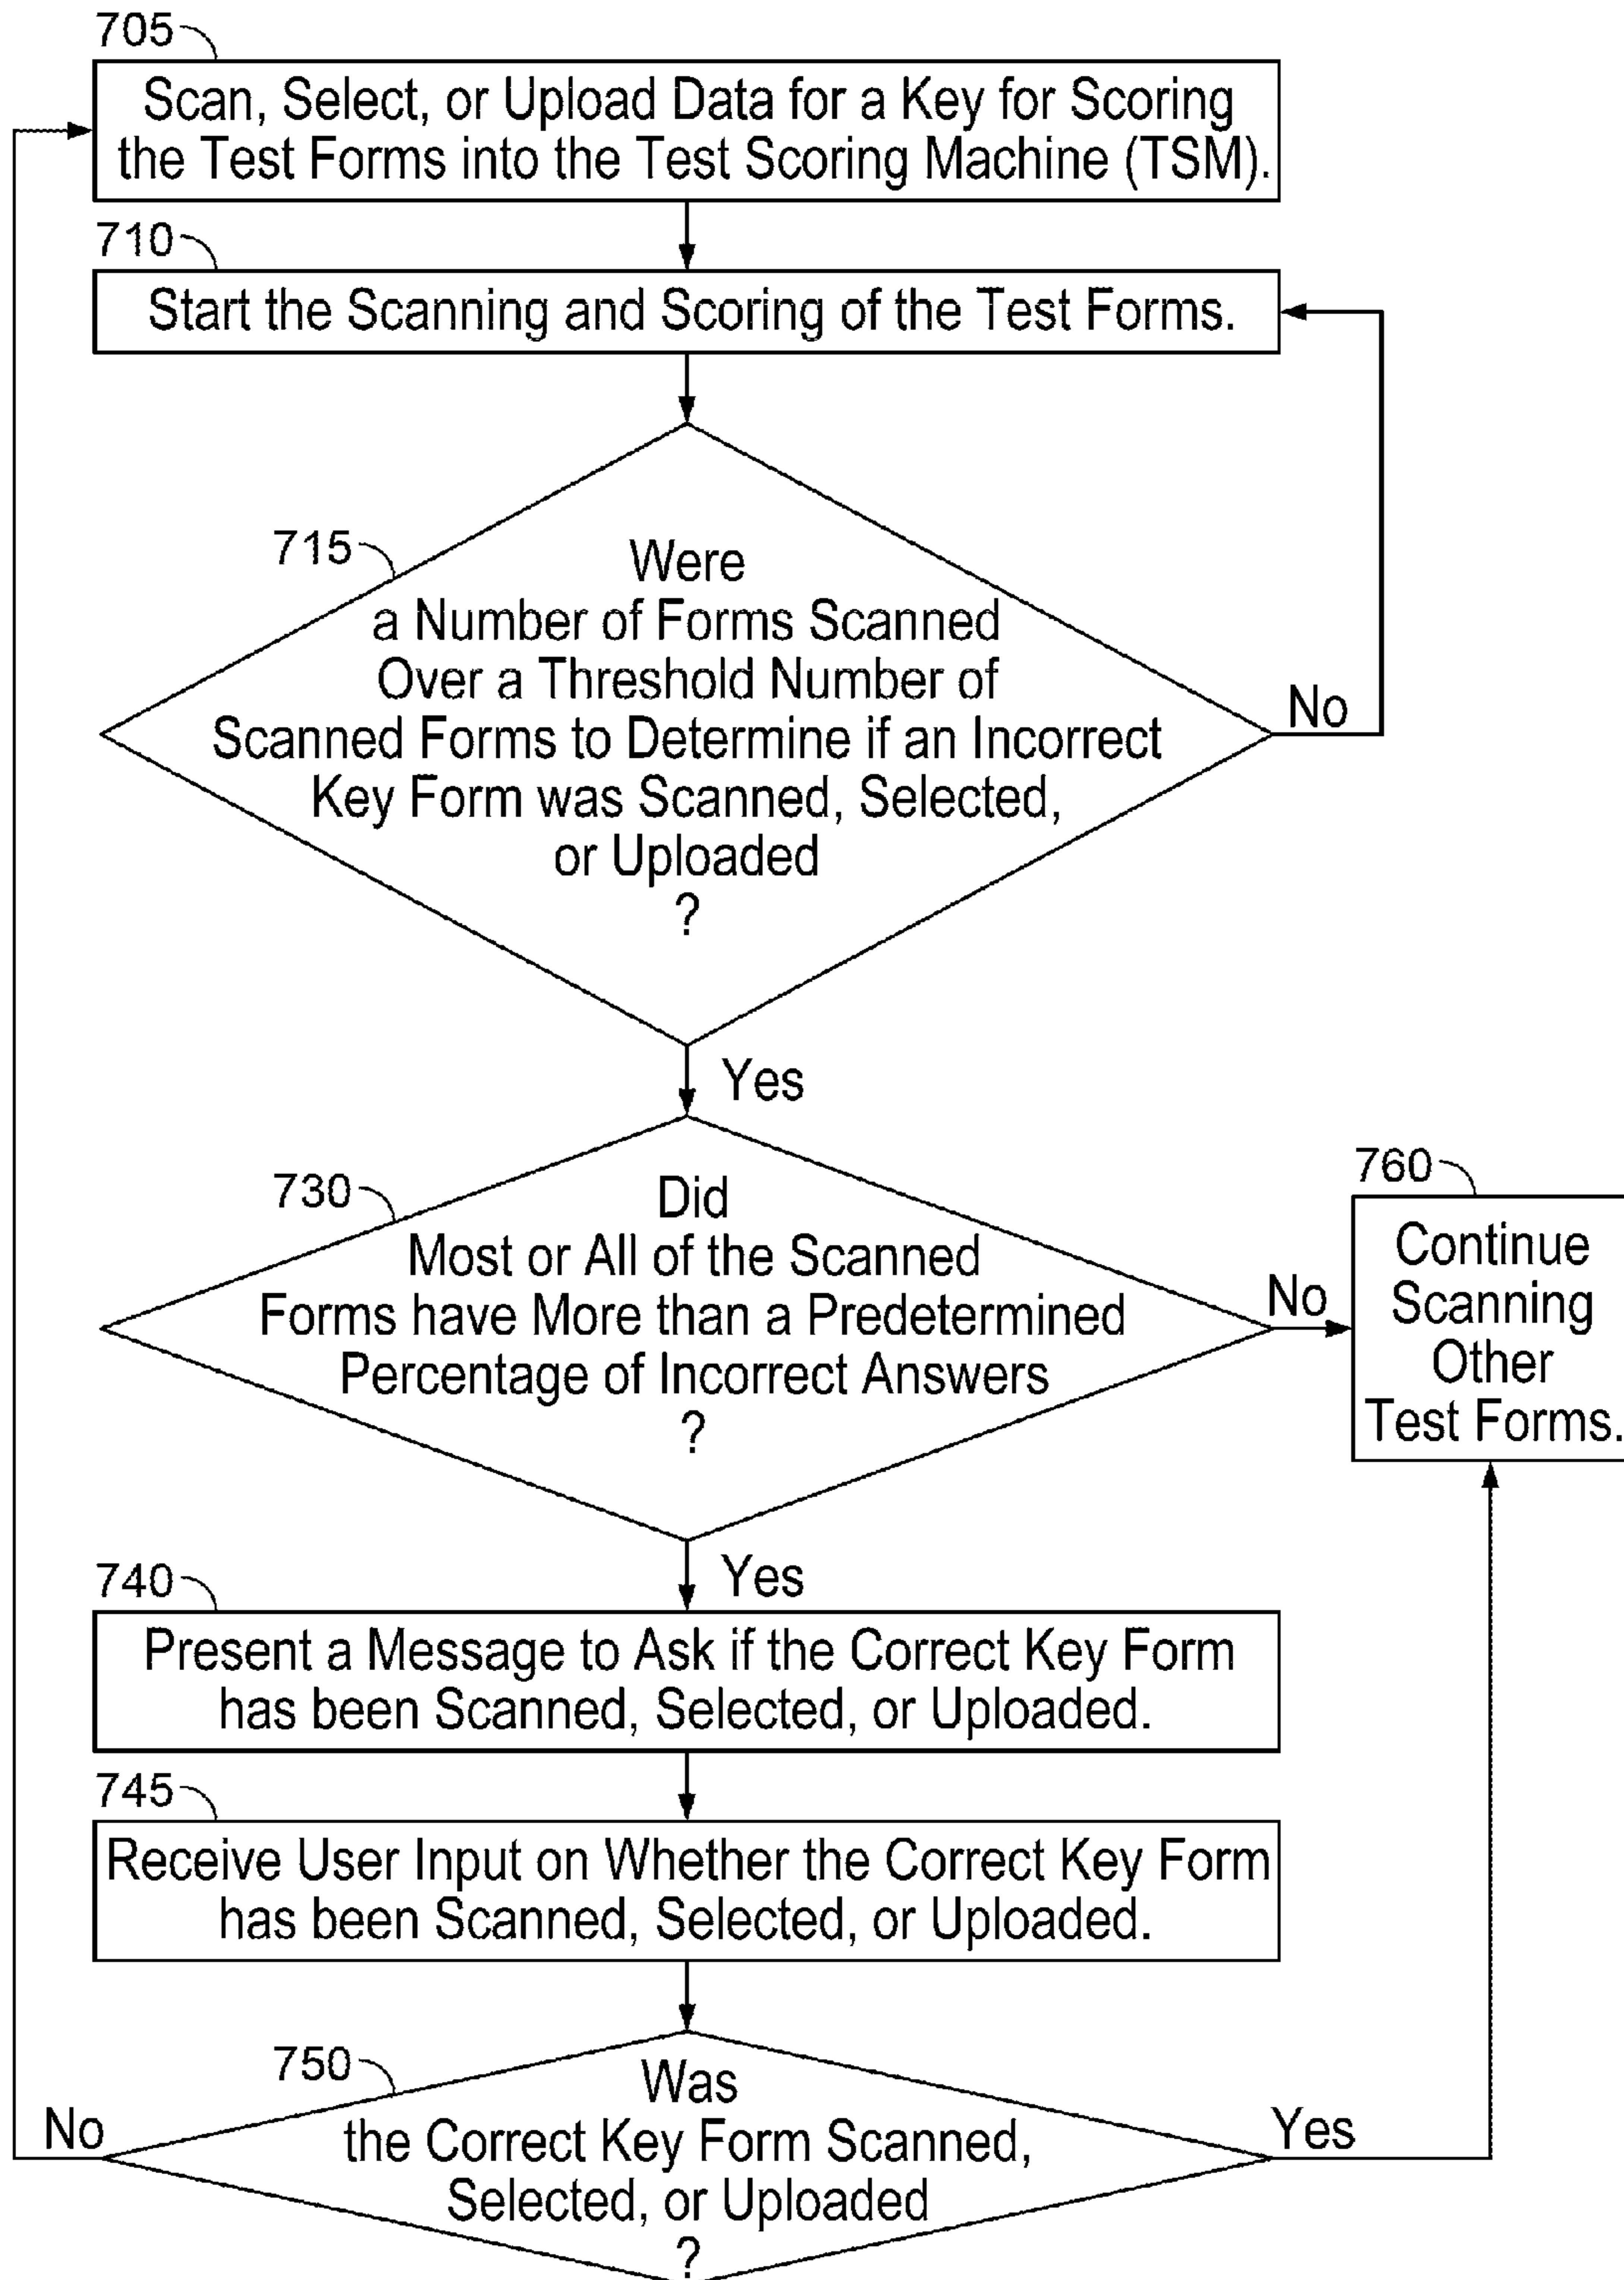 705
Scan, Select, or Upload Data for a Key for Scoring
the Test Forms into the Test Scoring Machine (TSM).
710
Start the Scanning and Scoring of the Test Forms.
715
Were
a Number of Forms Scanned
Over a Threshold Number of
Scanned Forms to Determine if an Incorrect
Key Form was Scanned, Selected,
or Uploaded
?
No
Yes
730
Did
Most or All of the Scanned
Forms have More than a Predetermined
Percentage of Incorrect Answers
?
No
760
Continue
Scanning
Other
Test Forms.
Yes
740
Present a Message to Ask if the Correct Key Form
has been Scanned, Selected, or Uploaded.
745
Receive User Input on Whether the Correct Key Form
has been Scanned, Selected, or Uploaded.
750
Was
the Correct Key Form Scanned,
Selected, or Uploaded
?
No
Yes